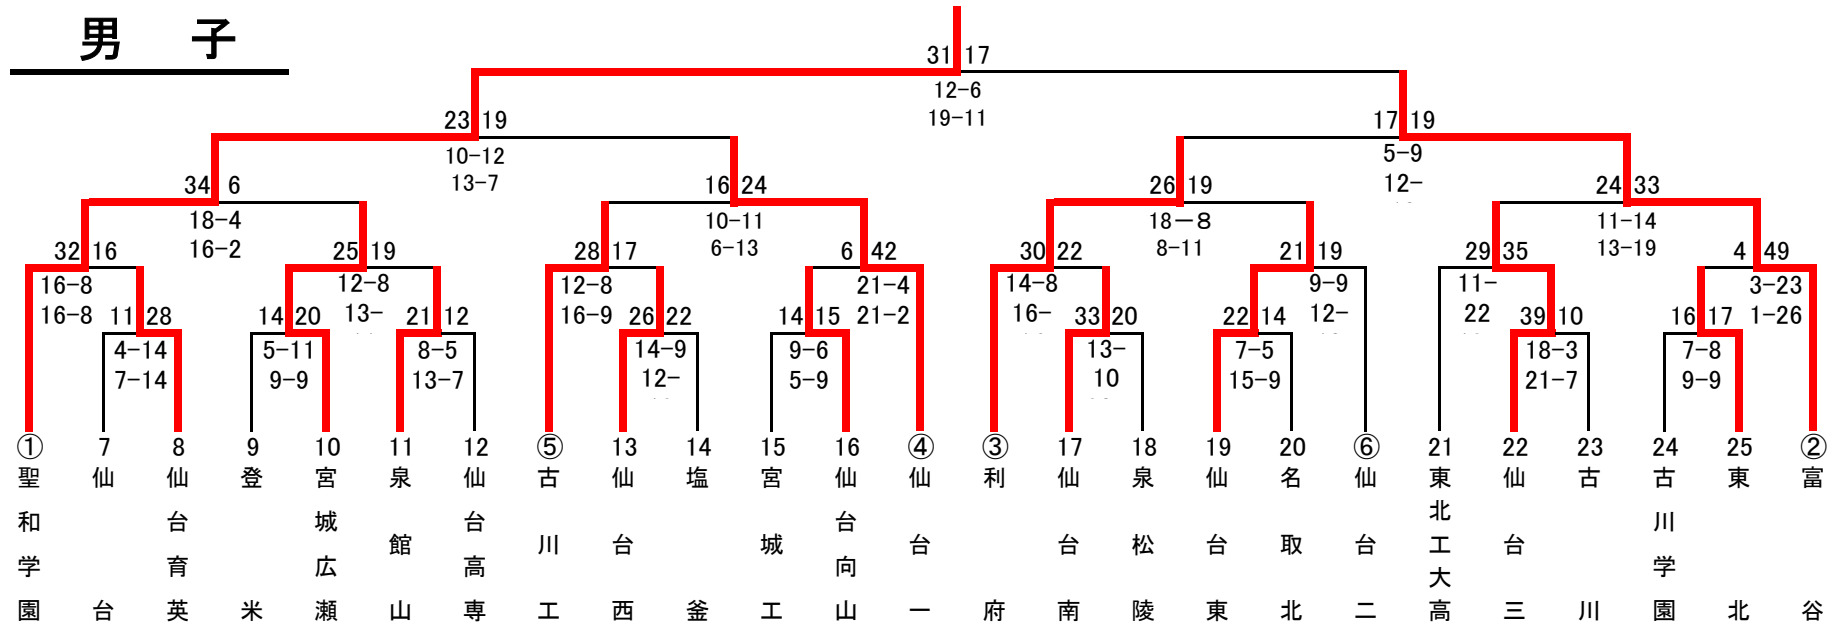 男 子
31 17
12-6
19-11
23 19
10-12
13-7
17 19
5-9
12-
34 6
18-4
16-2
16 24
10-11
6-13
26 19
18-8
8-11
24 33
11-14
13-19
32 16
16-8
16-8
25 19
12-8
13-
28 17
12-8
16-9
6 42
21-4
21-2
30 22
14-8
16-
21 19
9-9
12-
29 35
11-
22
4 49
3-23
1-26
11 28
4-14
7-14
14 20
5-11
9-9
21 12
8-5
13-7
26 22
14-9
12-
14 15
9-6
5-9
33 20
13-
10
22 14
7-5
15-9
39 10
18-3
21-7
16 17
7-8
9-9
① 7 8 9 10 11 12 ⑤ 13 14 15 16 ④ ③ 17 18 19 20 ⑥ 21 22 23 24 25 ②
聖和学園
仙台
仙台育英
登米
宮城広瀬
泉館山
仙台高専
古川工
仙台西
塩釜
宮城工
仙台向山
仙台一
利府
仙台南
泉松陵
仙台東
名取北
仙台二
東北工大高
仙台三
古川
古川学園
東北
富谷